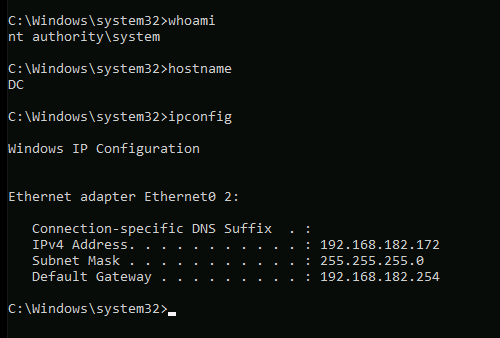 C:\Windows\system32>whoami
nt authority\system
C:\Windows\system32>hostname
DC
C:\Windows\system32>ipconfig
Windows IP Configuration
Ethernet adapter Ethernet0 2:
   Connection-specific DNS Suffix  . :
   IPv4 Address. . . . . . . . . . . : 192.168.182.172
   Subnet Mask . . . . . . . . . . . : 255.255.255.0
   Default Gateway . . . . . . . . . : 192.168.182.254
C:\Windows\system32>